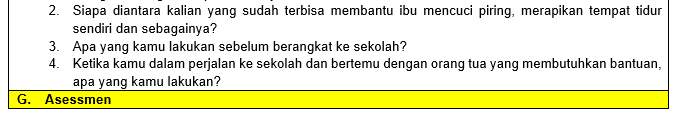 2. Siapa diantara kalian yang sudah terbisa membantu ibu mencuci piring, merapikan tempat tidur
sendiri dan sebagainya?
3. Apa yang kamu lakukan sebelum berangkat ke sekolah?
4. Ketika kamu dalam perjalan ke sekolah dan bertemu dengan orang tua yang membutuhkan bantuan,
apa yang kamu lakukan?
G. Asessmen